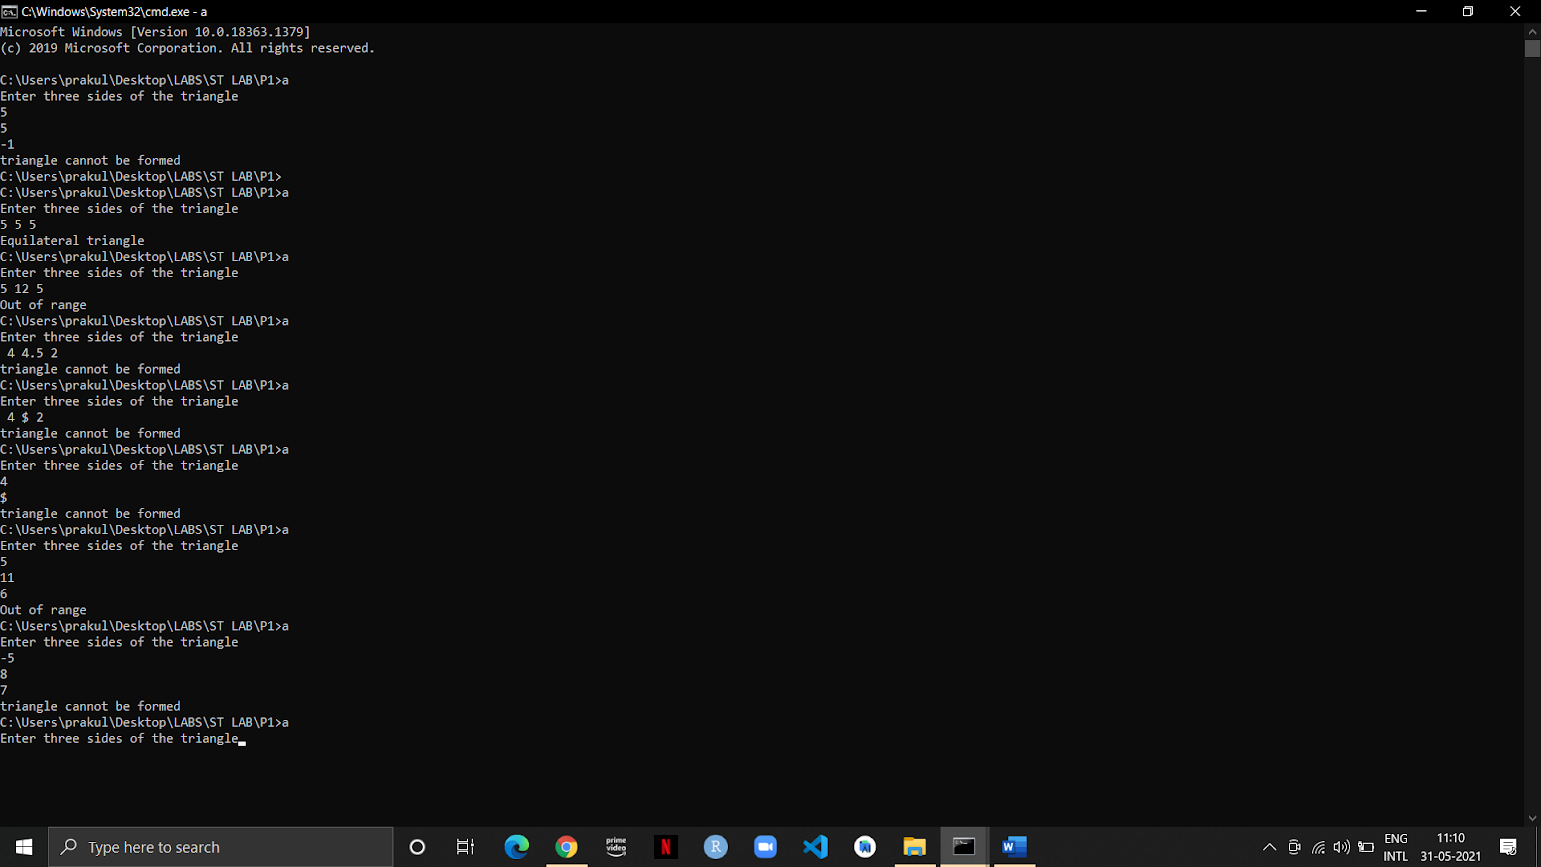 C:\Windows\System32\cmd.exe - a
Microsoft Windows [Version 10.0.18363.1379]
(c) 2019 Microsoft Corporation. All rights reserved.
C:\Users\prakul\Desktop\LABS\ST LAB\P1>a
Enter three sides of the triangle
5
5
-1
triangle cannot be formed
C:\Users\prakul\Desktop\LABS\ST LAB\P1>
C:\Users\prakul\Desktop\LABS\ST LAB\P1>a
Enter three sides of the triangle
5 5 5
Equilateral triangle
C:\Users\prakul\Desktop\LABS\ST LAB\P1>a
Enter three sides of the triangle
5 12 5
Out of range
C:\Users\prakul\Desktop\LABS\ST LAB\P1>a
Enter three sides of the triangle
4 4.5 2
triangle cannot be formed
C:\Users\prakul\Desktop\LABS\ST LAB\P1>a
Enter three sides of the triangle
4 $ 2
triangle cannot be formed
C:\Users\prakul\Desktop\LABS\ST LAB\P1>a
Enter three sides of the triangle
4
$
triangle cannot be formed
C:\Users\prakul\Desktop\LABS\ST LAB\P1>a
Enter three sides of the triangle
5
11
6
Out of range
C:\Users\prakul\Desktop\LABS\ST LAB\P1>a
Enter three sides of the triangle
-5
8
7
triangle cannot be formed
C:\Users\prakul\Desktop\LABS\ST LAB\P1>a
Enter three sides of the triangle
Type here to search
prime video
N
R
W
ENG
INTL
11:10
31-05-2021